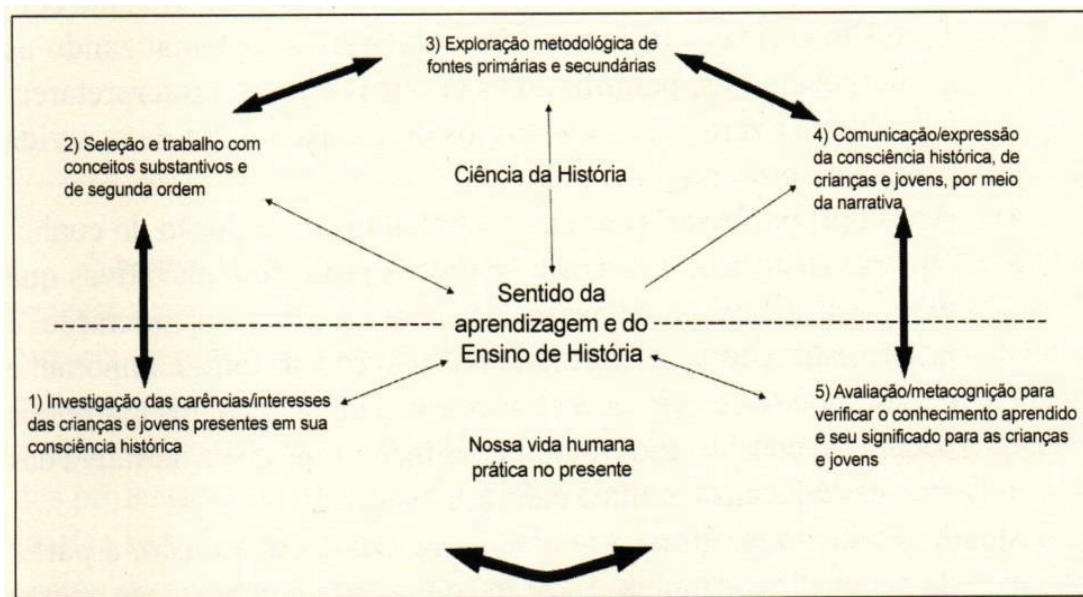 3) Exploração metodológica de
fontes primárias e secundárias
2) Seleção e trabalho com
conceitos substantivos e
de segunda ordem
Ciência da História
4) Comunicação/expressão
da consciência histórica, de
crianças e jovens, por meio
da narrativa
Sentido da
aprendizagem e do
Ensino de História
1) Investigação das carências/interesses
das crianças e jovens presentes em sua
consciência histórica
Nossa vida humana
prática no presente
5) Avaliação/metacognição para
verificar o conhecimento aprendido
e seu significado para as crianças
e jovens